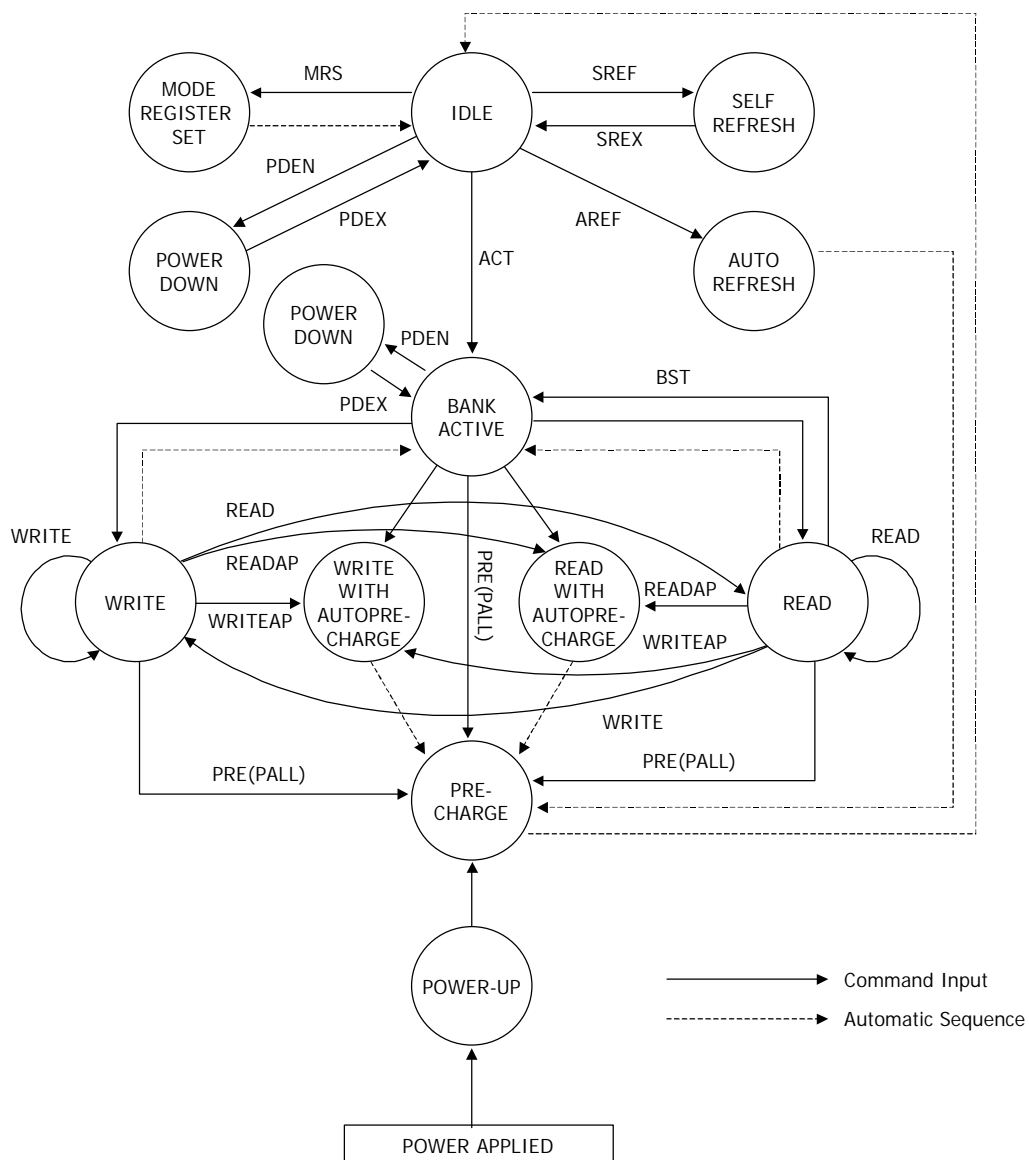 MRS
SREF
MODE
REGISTER
SET
IDLE
SELF
REFRESH
SREX
PDEN
PDEX
AREF
POWER
DOWN
ACT
AUTO
REFRESH
POWER
DOWN
PDEN
BST
PDEX
BANK
ACTIVE
READ
WRITE
READ
READAP
WRITE
WITH
AUTOPRE-
CHARGE
PRE(PALL)
READ
WITH
AUTOPRE-
CHARGE
READAP
WRITE
WRITEAP
READ
WRITEAP
WRITE
PRE(PALL)
PRE(PALL)
PRE-
CHARGE
POWER-UP
Command Input
Automatic Sequence
POWER APPLIED